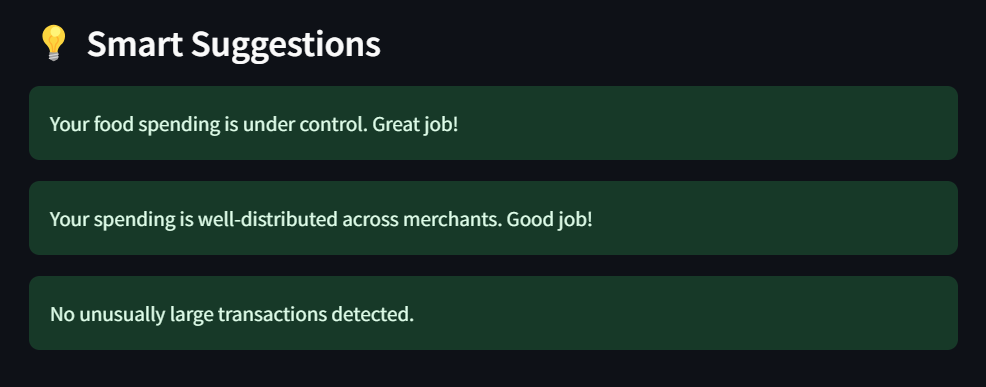 💡 Smart Suggestions
Your food spending is under control. Great job!
Your spending is well-distributed across merchants. Good job!
No unusually large transactions detected.